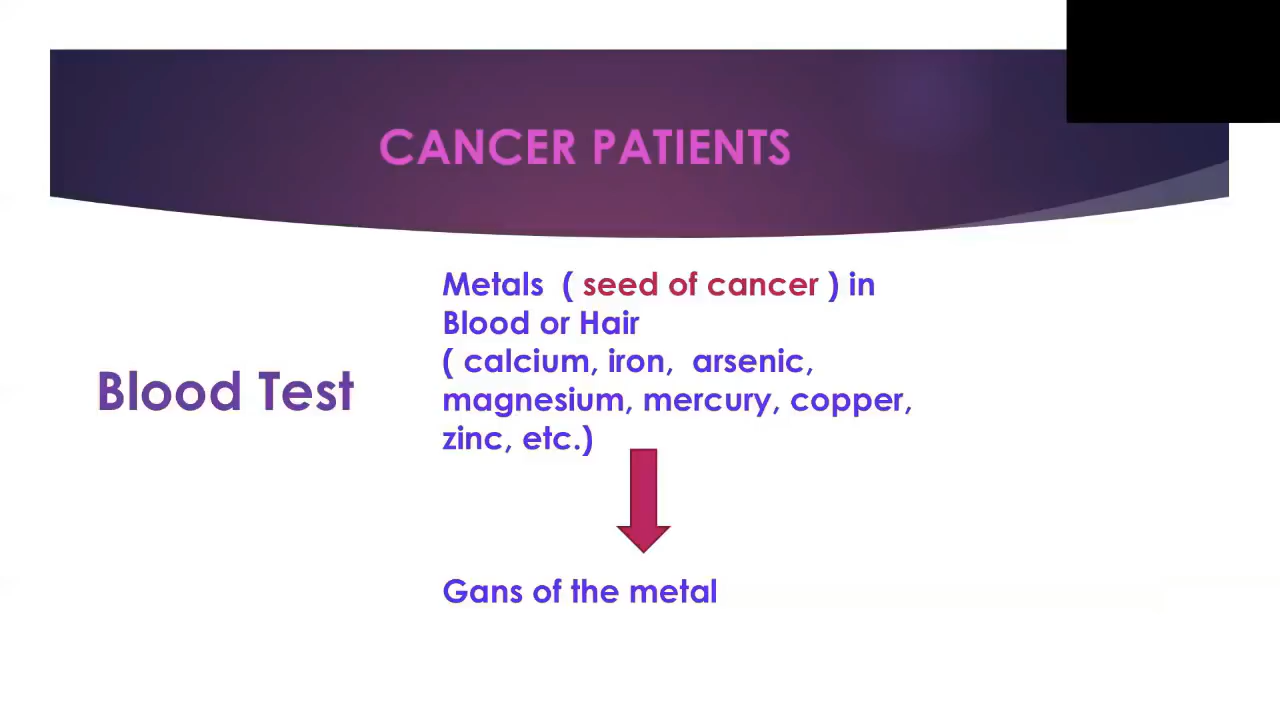 CANCER PATIENTS
Blood Test
Metals ( seed of cancer ) in
Blood or Hair
( calcium, iron, arsenic,
magnesium, mercury, copper,
zinc, etc.)
Gans of the metal